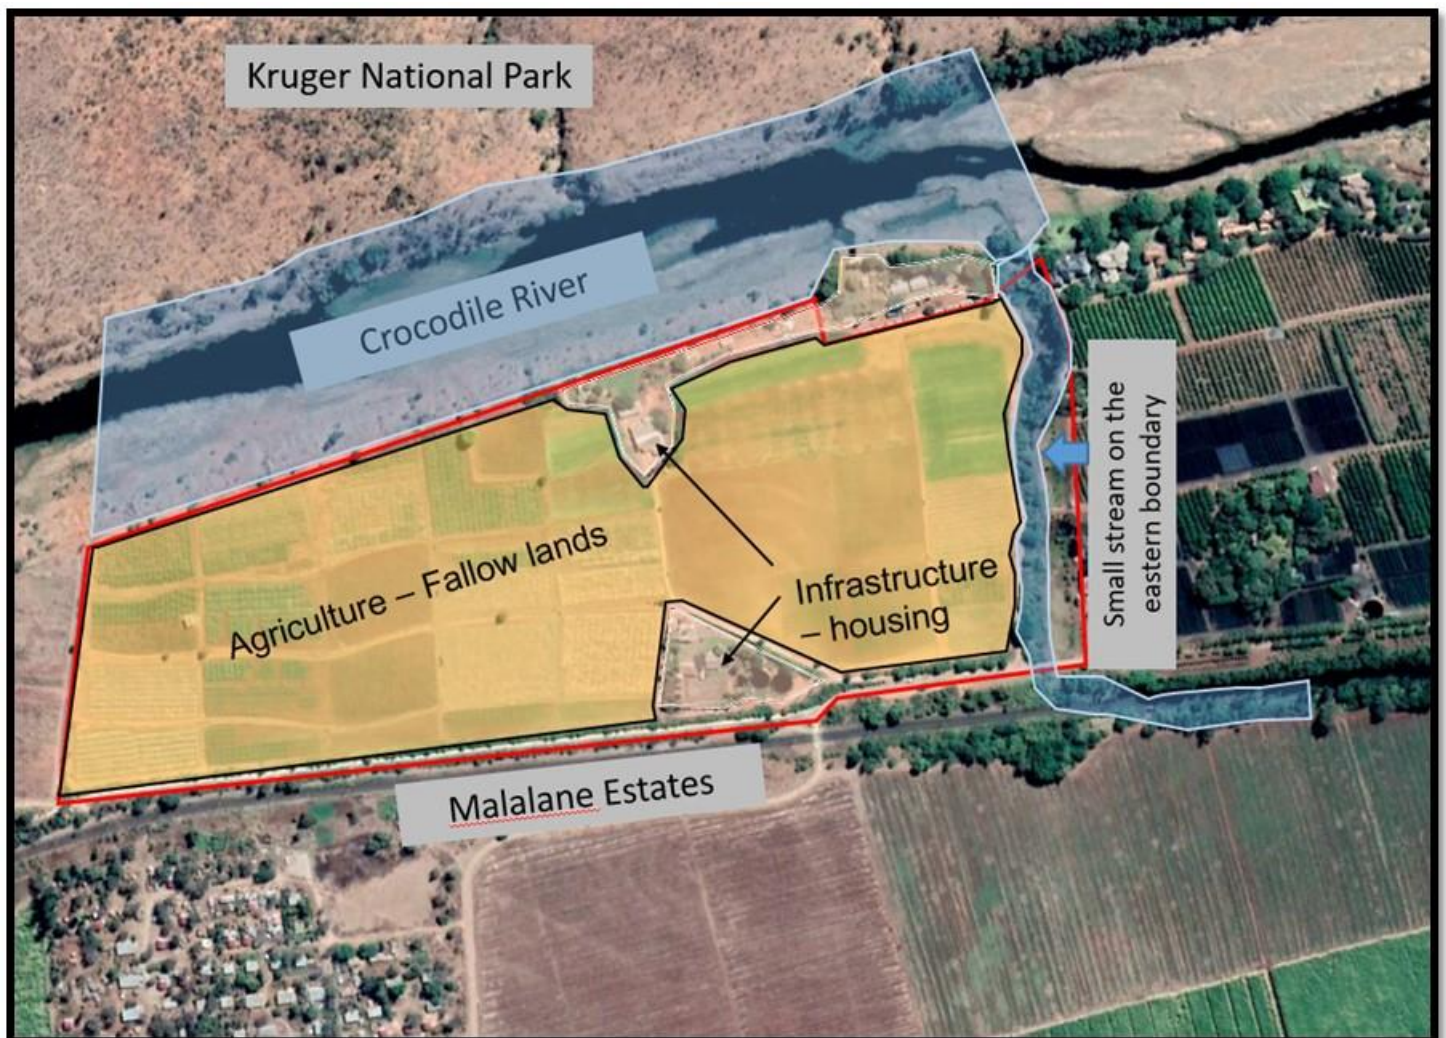 Kruger National Park
Crocodile River
Agriculture – Fallow lands
Infrastructure
– housing
Small stream on the
eastern boundary
Malalane Estates